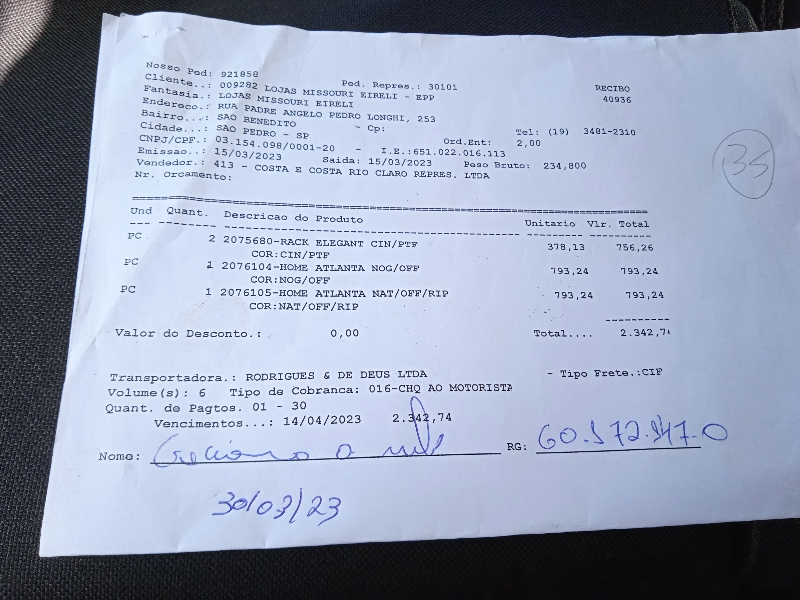 Nosso Ped: 921858 Ped. Repres.: 30101 RECIBO
Cliente..: 009282 LOJAS MISSOURI EIRELI - EPP 40936
Fantasia.: LOJAS MISSOURI EIRELI
Endereco.: RUA PADRE ANGELO PEDRO LONGHI, 253
Bairro...: SAO BENEDITO - Cp: Tel: (19) 3481-2310
Cidade...: SAO PEDRO - SP Ord.Ent: 2,00
CNPJ/CPF.: 03.154.098/0001-20 - I.E.:651.022.016.113
Emissao..: 15/03/2023 Saida: 15/03/2023 Peso Bruto: 234,800
Vendedor.: 413 - COSTA E COSTA RIO CLARO REPRES. LTDA
Nr. Orcamento:
35
Und Quant. Descricao do Produto Unitario Vlr. Total
PC 2 2075680-RACK ELEGANT CIN/PTF 378,13 756,26
COR:CIN/PTF
PC 1 2076104-HOME ATLANTA NOG/OFF 793,24 793,24
COR:NOG/OFF
PC 1 2076105-HOME ATLANTA NAT/OFF/RIP 793,24 793,24
COR:NAT/OFF/RIP
Valor do Desconto.: 0,00 Total.... 2.342,74
Transportadora.: RODRIGUES & DE DEUS LTDA - Tipo Frete.:CIF
Volume(s): 6 Tipo de Cobranca: 016-CHQ AO MOTORISTA
Quant. de Pagtos. 01 - 30
Vencimentos...: 14/04/2023 2.342,74
Nome: RG: 60.572.947-0
30/03/23